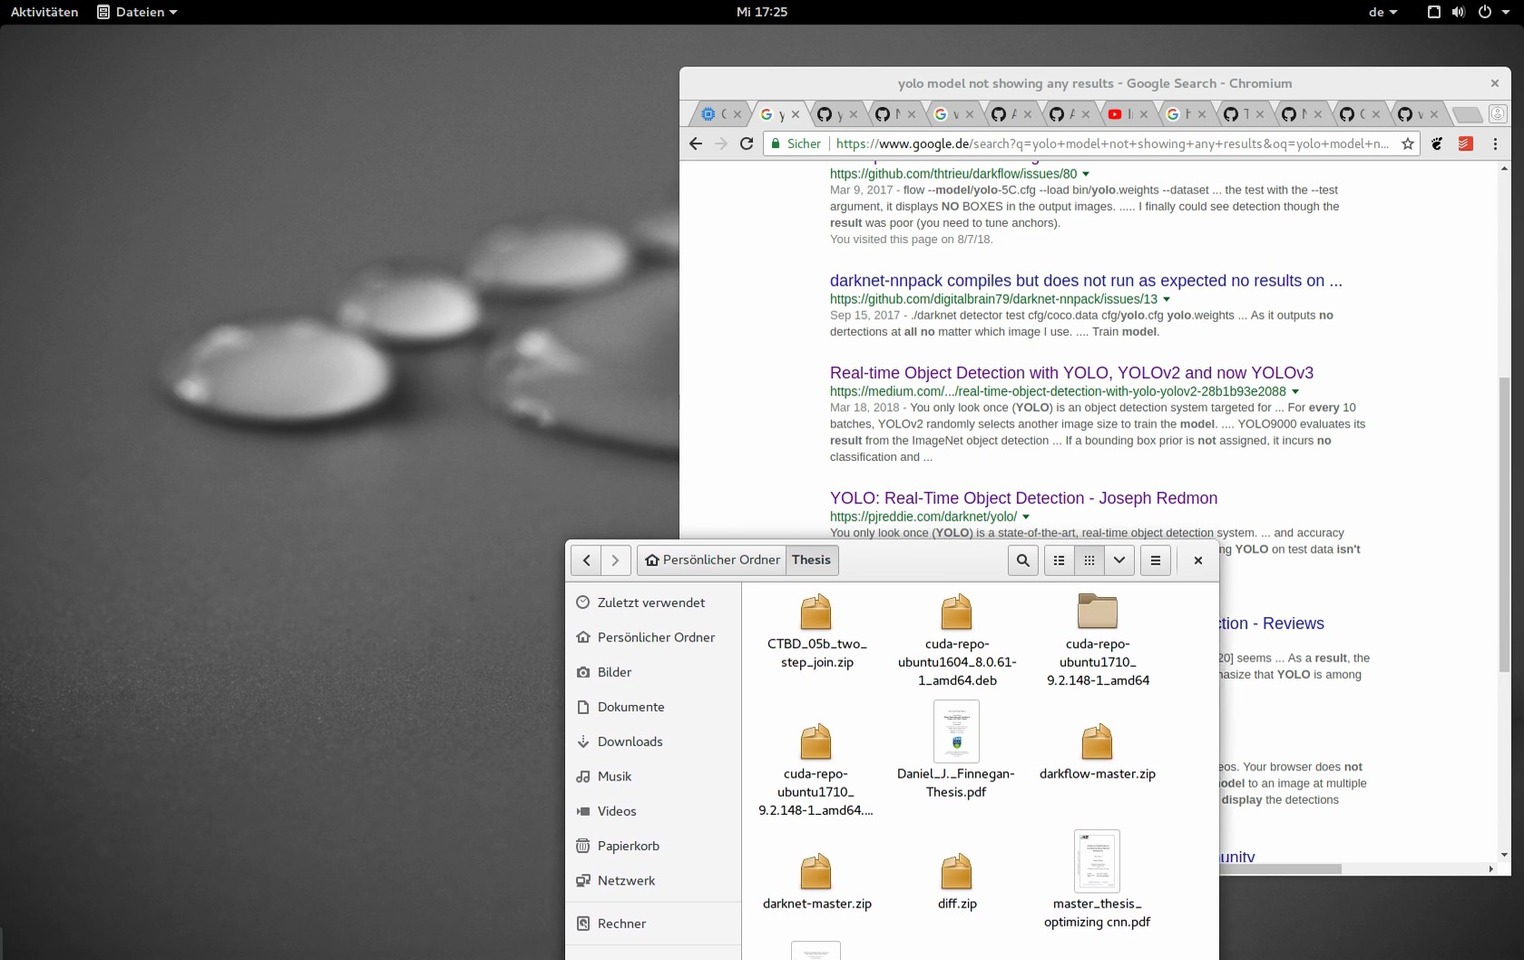 Aktivitäten
Dateien
Mi 17:25
de
yolo model not showing any results - Google Search - Chromium
Sicher
https://www.google.de/search?q=yolo+model+not+showing+any+results&oq=yolo+model+n...
https://github.com/thtrieu/darkflow/issues/80
Mar 9, 2017 - flow --model/yolo-5C.cfg --load bin/yolo.weights --dataset ... the test with the --test
argument, it displays NO BOXES in the output images. ..... I finally could see detection though the
result was poor (you need to tune anchors).
You visited this page on 8/7/18.
darknet-nnpack compiles but does not run as expected no results on ...
https://github.com/digitalbrain79/darknet-nnpack/issues/13
Sep 15, 2017 - ./darknet detector test cfg/coco.data cfg/yolo.cfg yolo.weights ... As it outputs no
dertections at all no matter which image I use. .... Train model.
Real-time Object Detection with YOLO, YOLOv2 and now YOLOv3
https://medium.com/.../real-time-object-detection-with-yolo-yolov2-28b1b93e2088
Mar 18, 2018 - You only look once (YOLO) is an object detection system targeted for ... For every 10
batches, YOLOv2 randomly selects another image size to train the model. .... YOLO9000 evaluates its
result from the ImageNet object detection ... If a bounding box prior is not assigned, it incurs no
classification and ...
YOLO: Real-Time Object Detection - Joseph Redmon
https://pjreddie.com/darknet/yolo/
You only look once (YOLO) is a state-of-the-art, real-time object detection system. ... and accuracy
ng YOLO on test data isn't
ction - Reviews
20] seems ... As a result, the
hasize that YOLO is among
eos. Your browser does not
odel to an image at multiple
display the detections
unity
Persönlicher Ordner
Thesis
Zuletzt verwendet
Persönlicher Ordner
Bilder
Dokumente
Downloads
Musik
Videos
Papierkorb
Netzwerk
Rechner
CTBD_05b_two_
step_join.zip
cuda-repo-
ubuntu1604_8.0.61-
1_amd64.deb
cuda-repo-
ubuntu1710_
9.2.148-1_amd64
cuda-repo-
ubuntu1710_
9.2.148-1_amd64....
Daniel_J._Finnegan-
Thesis.pdf
darkflow-master.zip
darknet-master.zip
diff.zip
master_thesis_
optimizing cnn.pdf